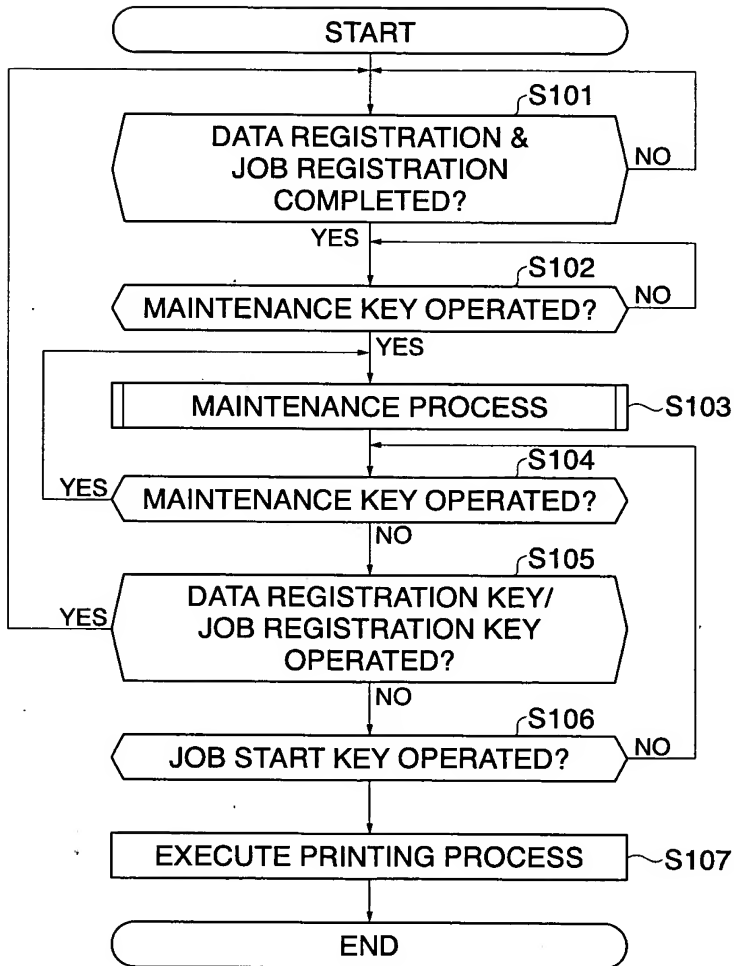 START
S101
DATA REGISTRATION &
JOB REGISTRATION
COMPLETED?
NO
YES
S102
MAINTENANCE KEY OPERATED?
NO
YES
MAINTENANCE PROCESS
S103
S104
YES
MAINTENANCE KEY OPERATED?
NO
S105
YES
DATA REGISTRATION KEY/
JOB REGISTRATION KEY
OPERATED?
NO
S106
JOB START KEY OPERATED?
NO
EXECUTE PRINTING PROCESS
S107
END